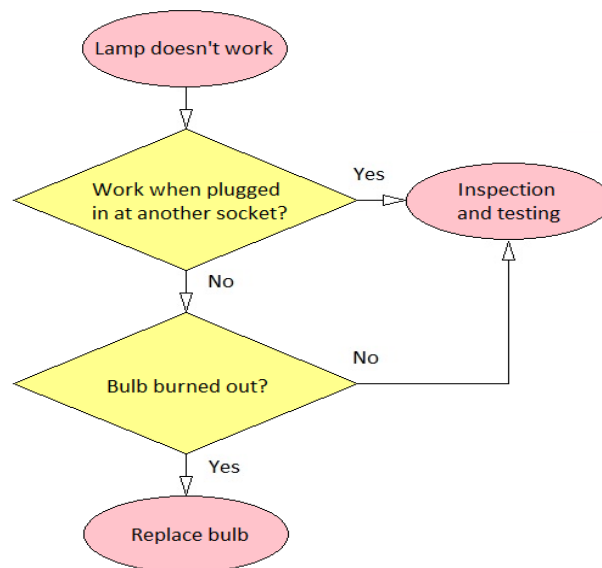 Lamp doesn't work
Work when plugged
in at another socket?
Yes
Inspection
and testing
No
Bulb burned out?
No
Yes
Replace bulb